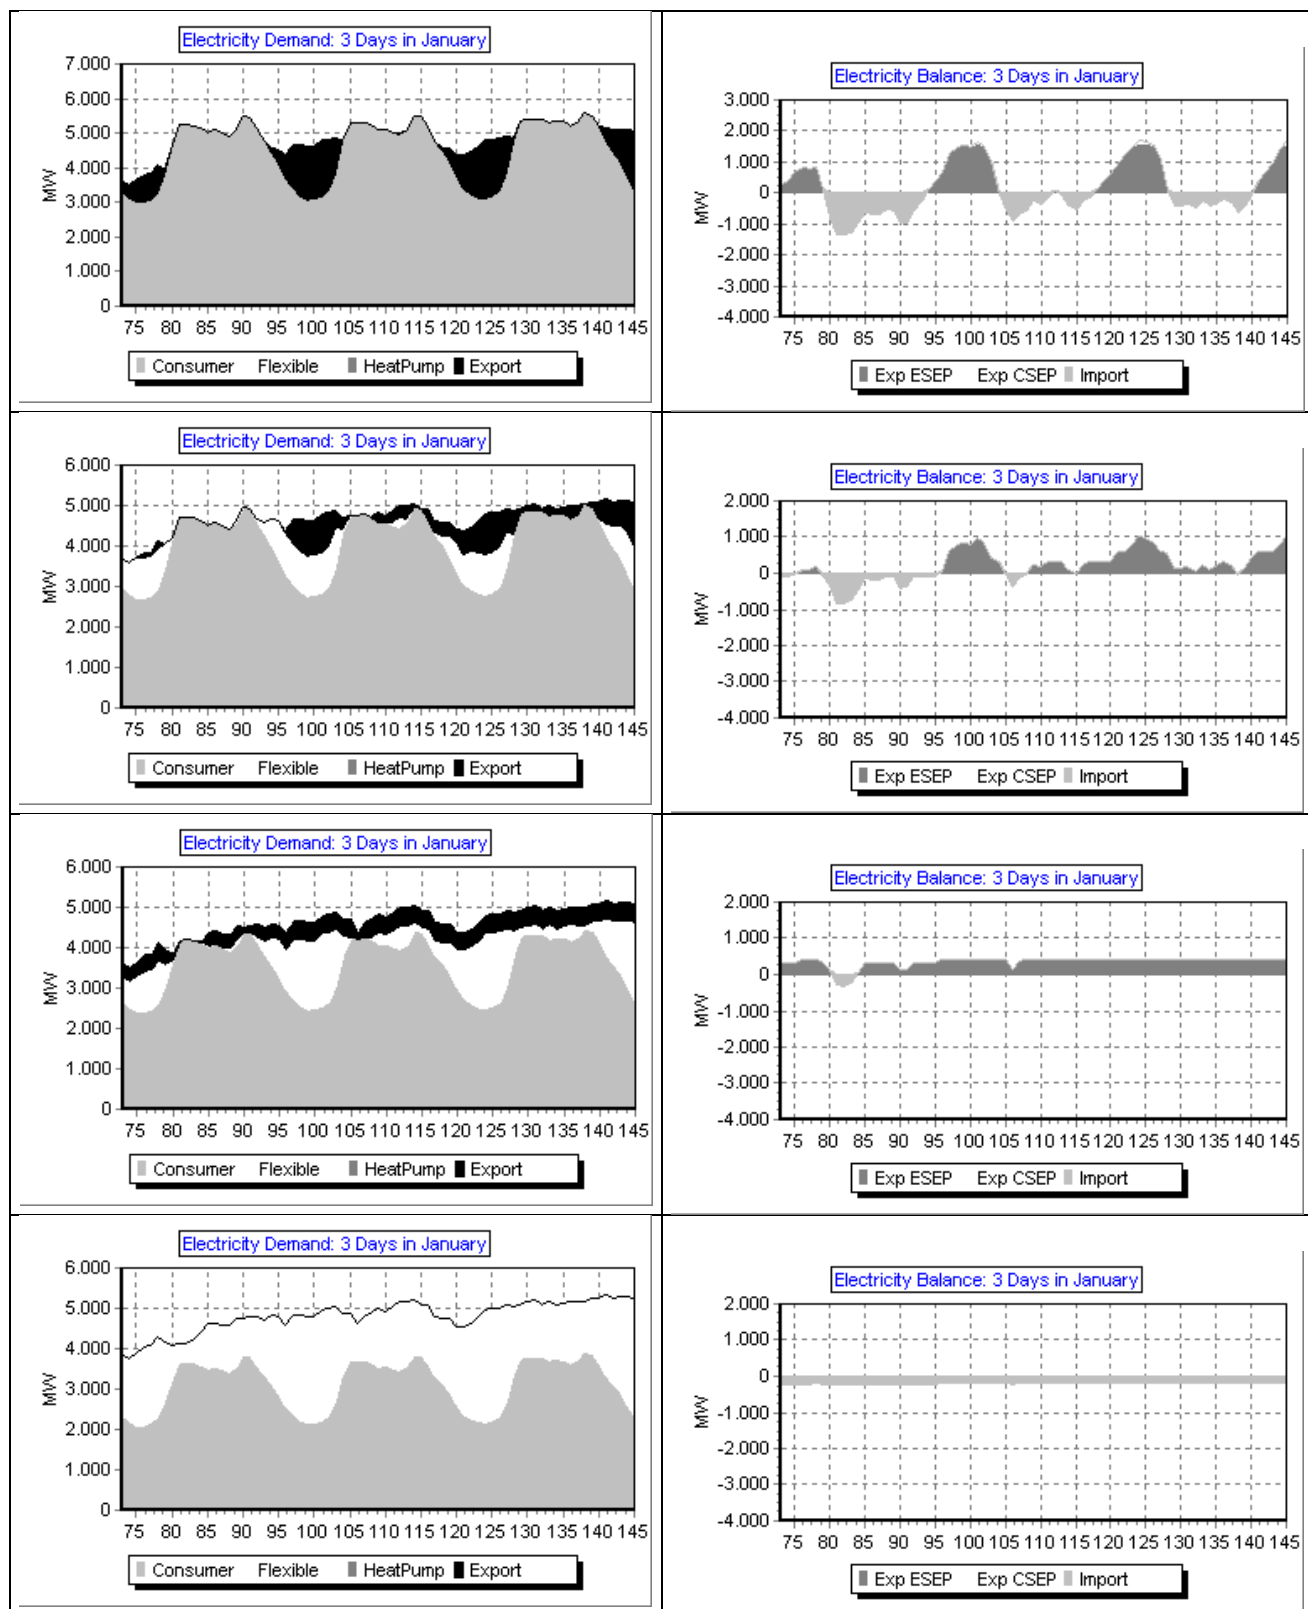 Electricity Demand: 3 Days in January
7.000
6.000
5.000
4.000
3.000
2.000
1.000
0
MW
75 80 85 90 95 100 105 110 115 120 125 130 135 140 145
Consumer Flexible HeatPump Export
Electricity Balance: 3 Days in January
3.000
2.000
1.000
0
-1.000
-2.000
-3.000
-4.000
MW
75 80 85 90 95 100 105 110 115 120 125 130 135 140 145
Exp ESEP Exp CSEP Import
Electricity Demand: 3 Days in January
6.000
5.000
4.000
3.000
2.000
1.000
0
MW
75 80 85 90 95 100 105 110 115 120 125 130 135 140 145
Consumer Flexible HeatPump Export
Electricity Balance: 3 Days in January
2.000
1.000
0
-1.000
-2.000
-3.000
-4.000
MW
75 80 85 90 95 100 105 110 115 120 125 130 135 140 145
Exp ESEP Exp CSEP Import
Electricity Demand: 3 Days in January
6.000
5.000
4.000
3.000
2.000
1.000
0
MW
75 80 85 90 95 100 105 110 115 120 125 130 135 140 145
Consumer Flexible HeatPump Export
Electricity Balance: 3 Days in January
2.000
1.000
0
-1.000
-2.000
-3.000
-4.000
MW
75 80 85 90 95 100 105 110 115 120 125 130 135 140 145
Exp ESEP Exp CSEP Import
Electricity Demand: 3 Days in January
6.000
5.000
4.000
3.000
2.000
1.000
0
MW
75 80 85 90 95 100 105 110 115 120 125 130 135 140 145
Consumer Flexible HeatPump Export
Electricity Balance: 3 Days in January
2.000
1.000
0
-1.000
-2.000
-3.000
-4.000
MW
75 80 85 90 95 100 105 110 115 120 125 130 135 140 145
Exp ESEP Exp CSEP Import